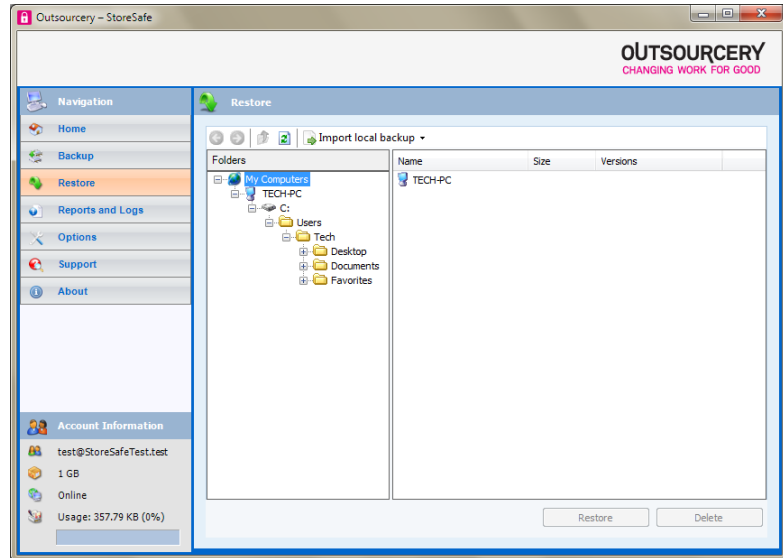 Outsourcery – StoreSafe
OUTSOURCERY
CHANGING WORK FOR GOOD
Navigation
Home
Backup
Restore
Reports and Logs
Options
Support
About
Account Information
test@StoreSafeTest.test
1 GB
Online
Usage: 357.79 KB (0%)
Restore
Import local backup
Folders
My Computers
TECH-PC
C:
Users
Tech
Desktop
Documents
Favorites
Name Size Versions
TECH-PC
Restore Delete